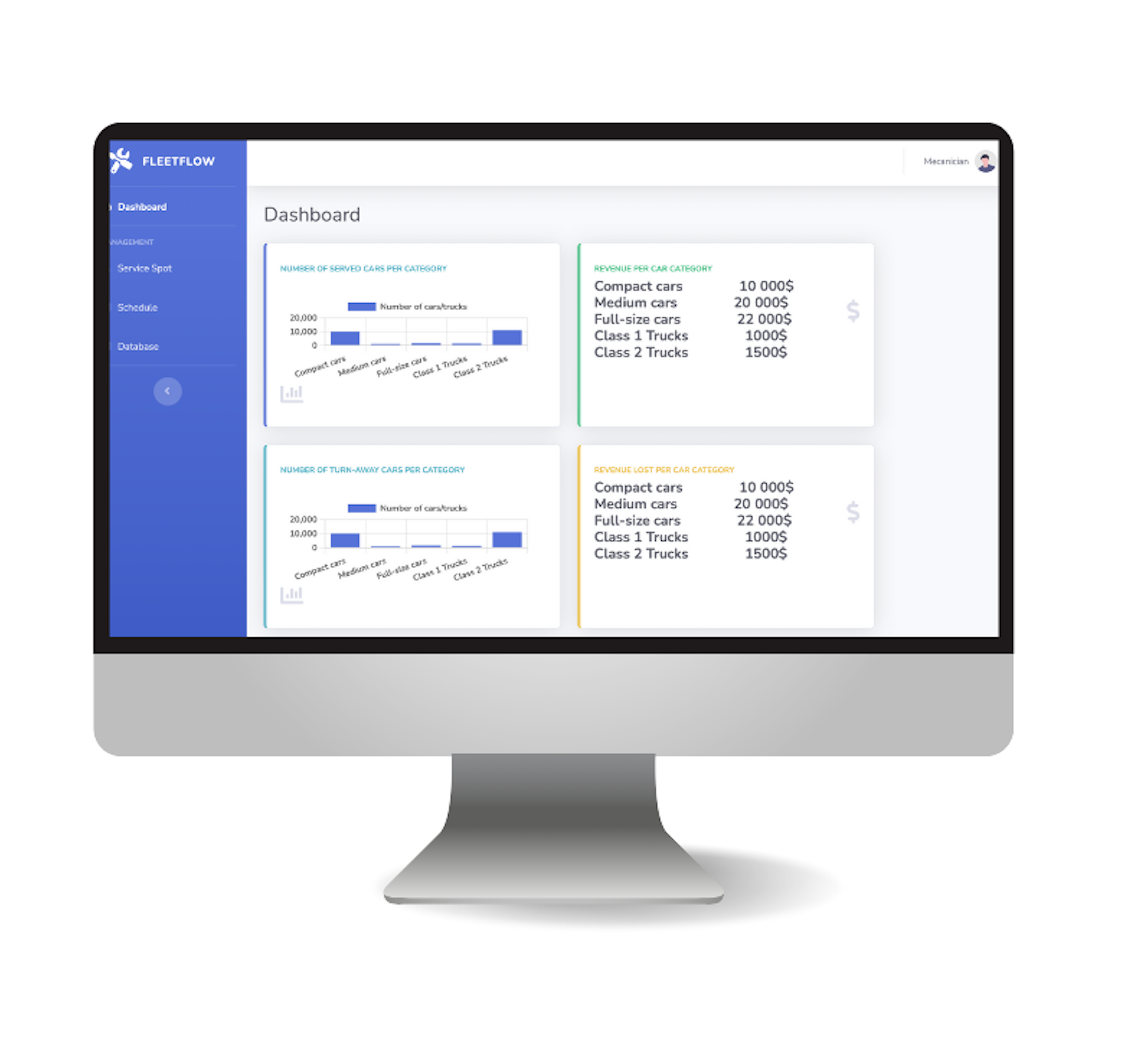 FLEETFLOW
Mecanician
Dashboard
NAGEMENT
Service Spot
Schedule
Database
Dashboard
NUMBER OF SERVED CARS PER CATEGORY
Number of cars/trucks
20,000
10,000
0
Compact cars
Medium cars
Full-size cars
Class 1 Trucks
Class 2 Trucks
REVENUE PER CAR CATEGORY
Compact cars 10 000$
Medium cars 20 000$
Full-size cars 22 000$
Class 1 Trucks 1000$
Class 2 Trucks 1500$
NUMBER OF TURN-AWAY CARS PER CATEGORY
Number of cars/trucks
20,000
10,000
0
Compact cars
Medium cars
Full-size cars
Class 1 Trucks
Class 2 Trucks
REVENUE LOST PER CAR CATEGORY
Compact cars 10 000$
Medium cars 20 000$
Full-size cars 22 000$
Class 1 Trucks 1000$
Class 2 Trucks 1500$